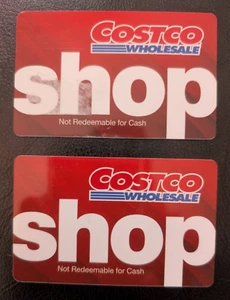 COSTCO
WHOLESALE
shop
Not Redeemable for Cash
COSTCO
WHOLESALE
shop
Not Redeemable for Cash